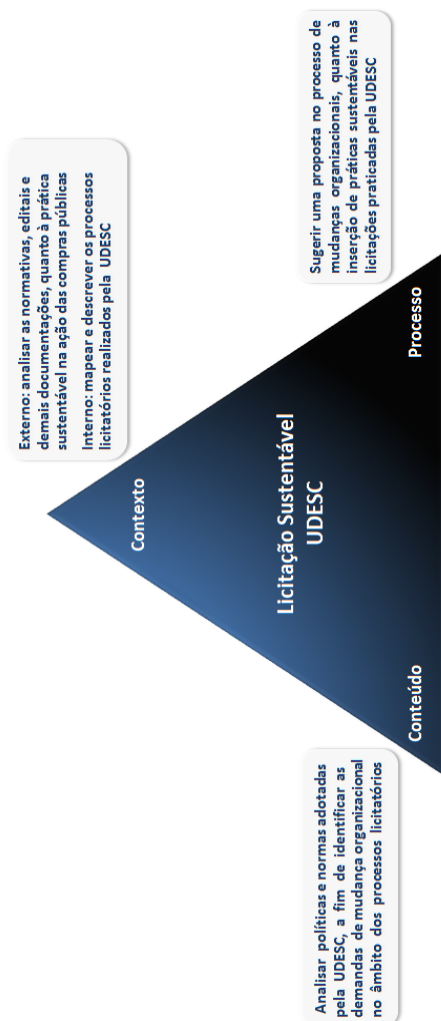 Externo: analisar as normativas, editais e
demais documentações, quanto à prática
sustentável na ação das compras públicas
Interno: mapear e descrever os processos
licitatórios realizados pela UDESC
Contexto
Licitação Sustentável
UDESC
Conteúdo
Processo
Analisar políticas e normas adotadas
pela UDESC, a fim de identificar as
demandas de mudança organizacional
no âmbito dos processos licitatórios
Sugerir uma proposta no processo de
mudanças organizacionais, quanto à
inserção de práticas sustentáveis nas
licitações praticadas pela UDESC